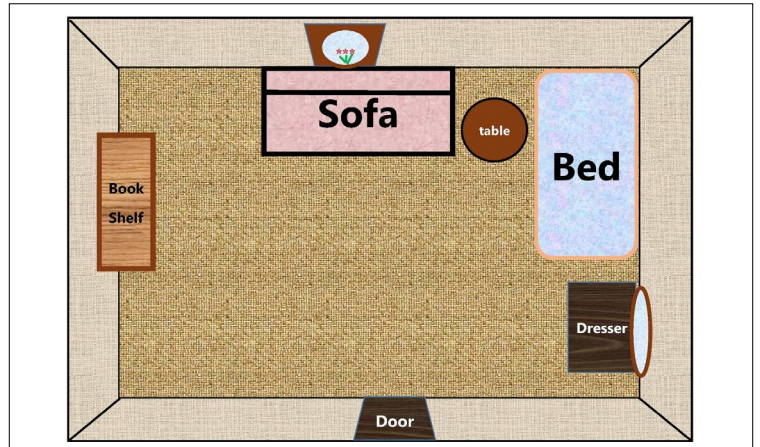 Sofa
table
Bed
Book
Shelf
Dresser
Door